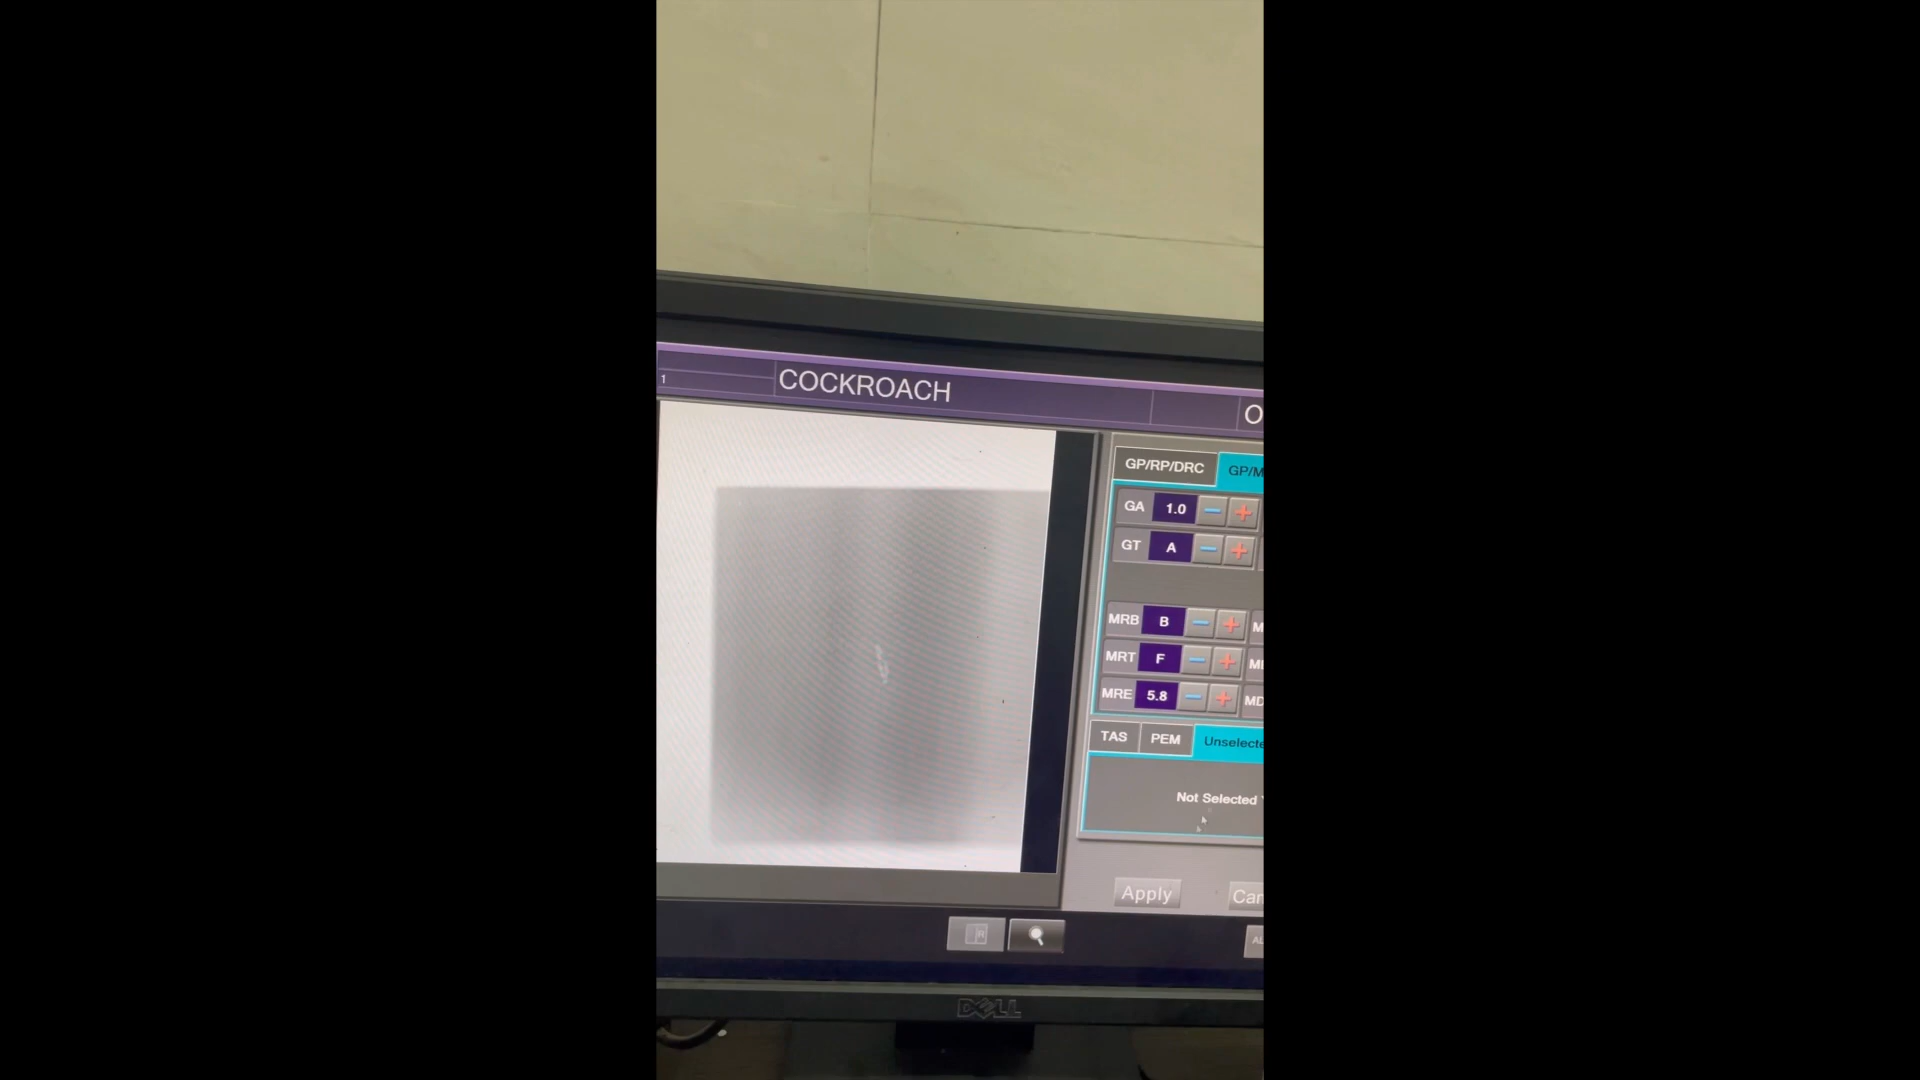 1
COCKROACH
GP/RP/DRC
GA 1.0
GT A
MRB B
MRT F
MRE 5.8
TAS PEM
Not Selected
Apply
DELL